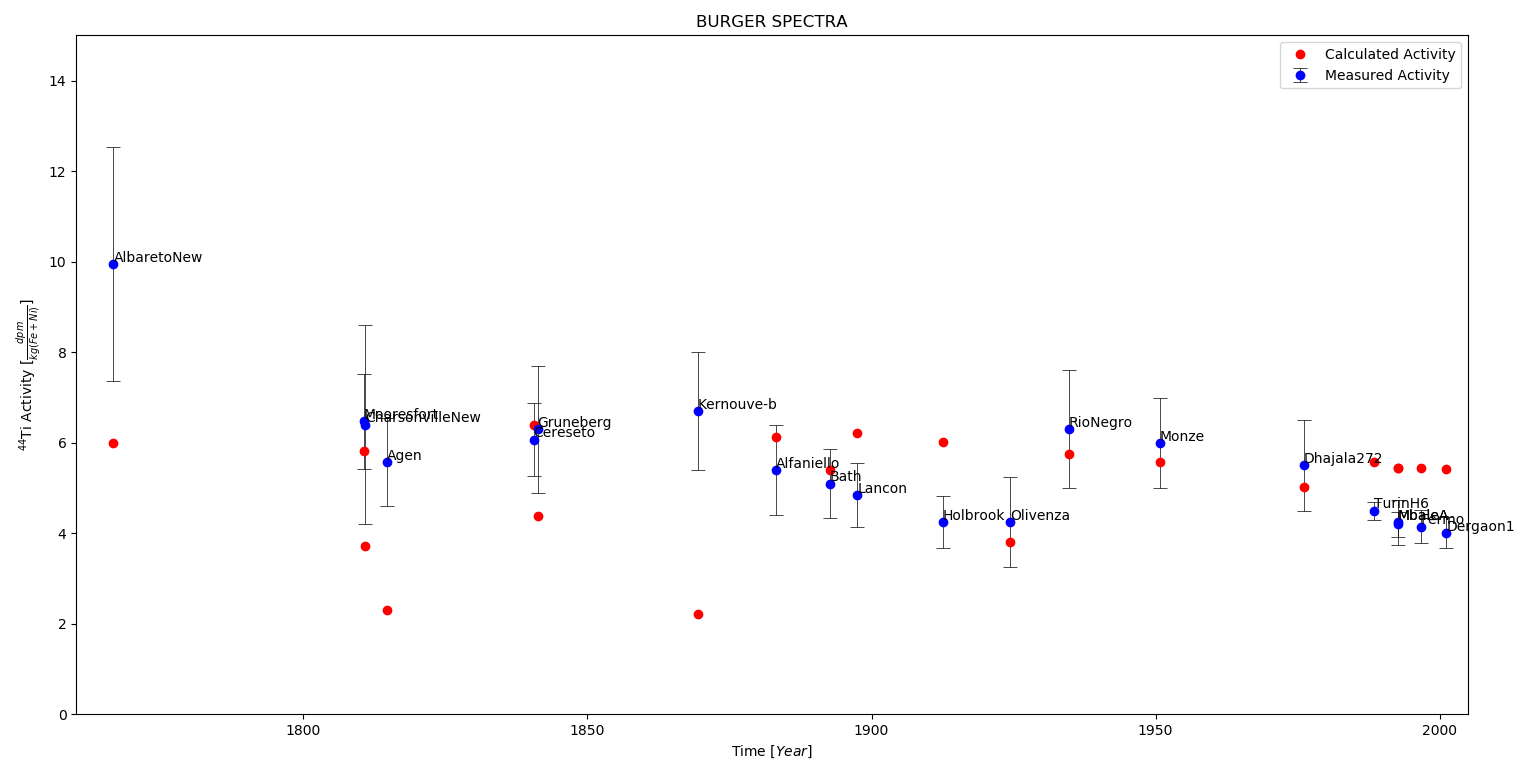 BURGER SPECTRA
Calculated Activity
Measured Activity
14
12
10
8
6
4
2
0
44Ti Activity [dpm/kg(Fe+Ni)]
AlbaretoNew
Mooresfort
CharsonvilleNew
Agen
Gruneberg
Cereseto
Kernouve-b
Alfaniello
Bath
Lancon
Holbrook
Olivenza
RioNegro
Monze
Dhajala272
TurinH6
MbaleA
Fermo
Dergaon1
1800
1850
1900
1950
2000
Time [Year]